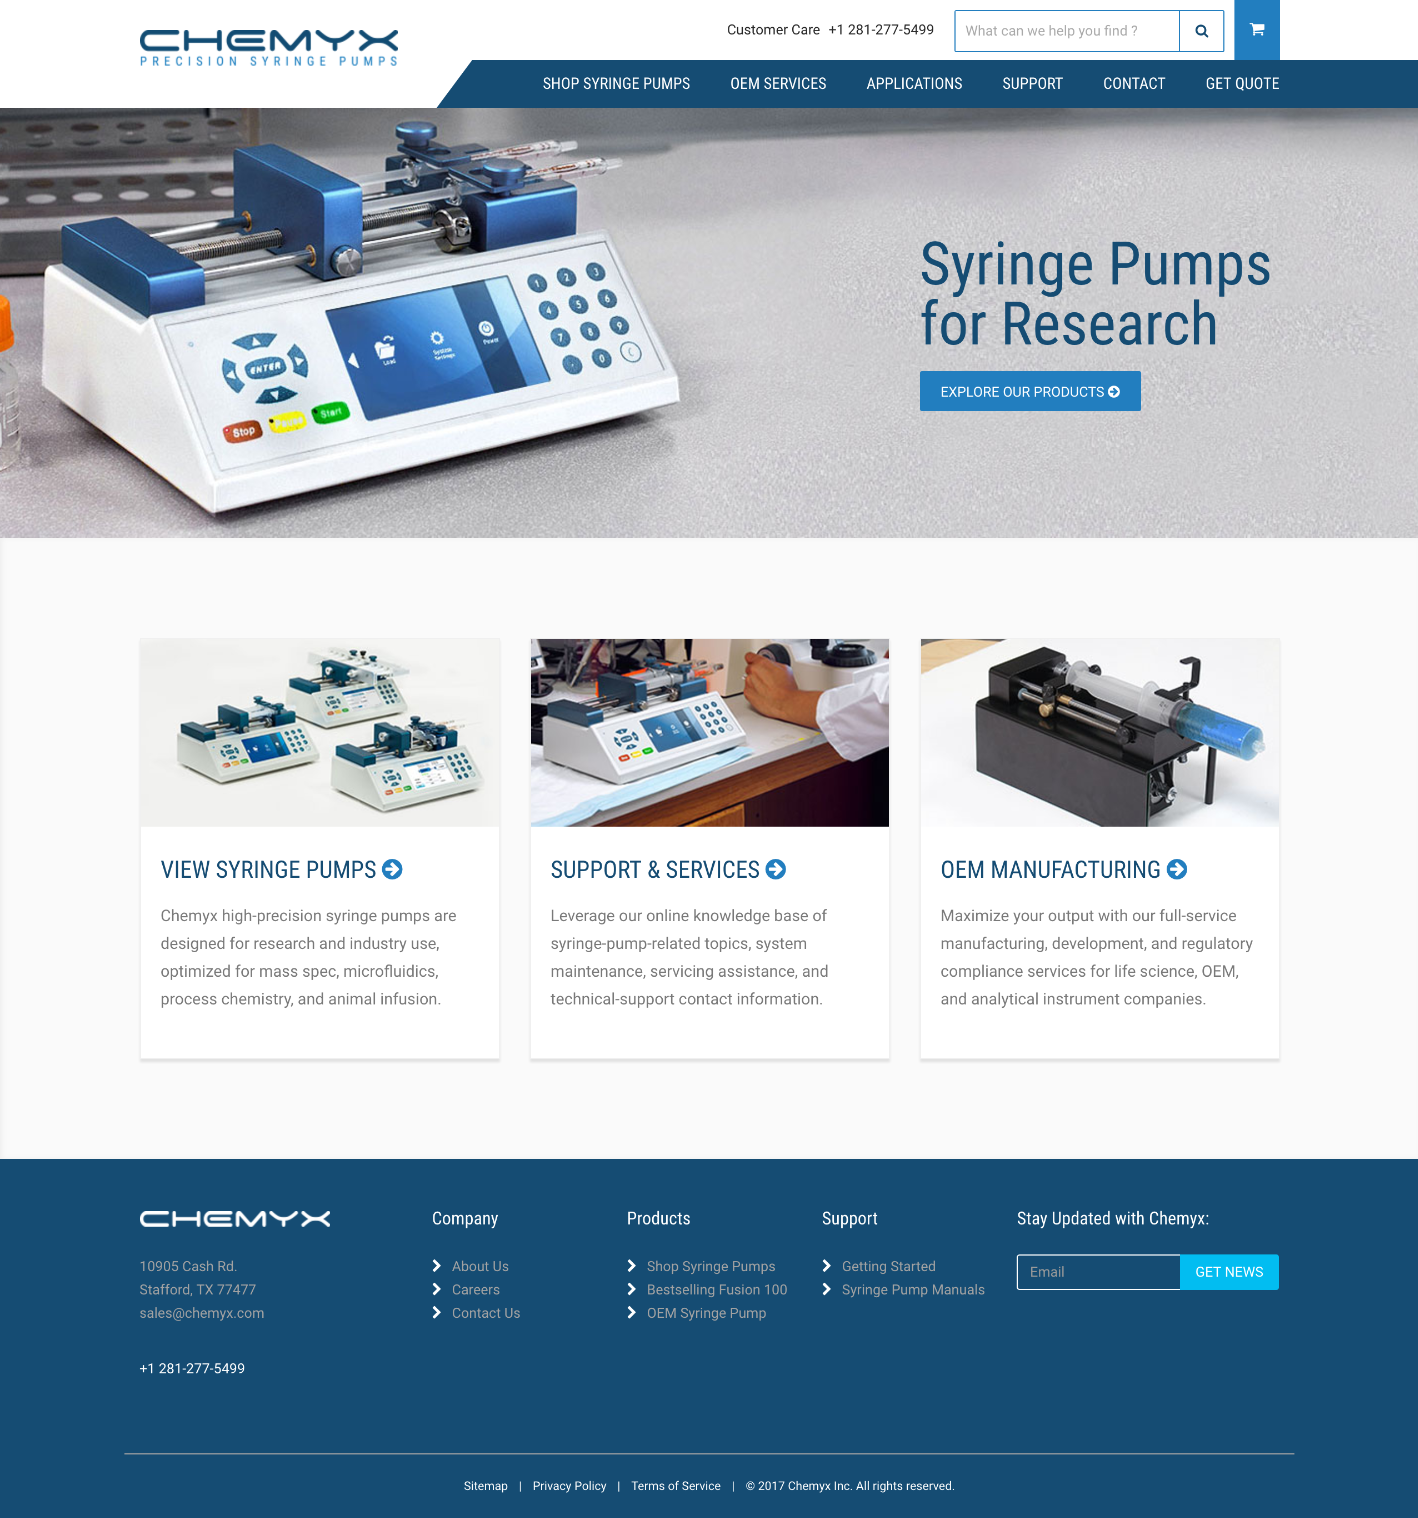 CHEMYX
PRECISION SYRINGE PUMPS
Customer Care +1 281-277-5499
What can we help you find ?
SHOP SYRINGE PUMPS
OEM SERVICES
APPLICATIONS
SUPPORT
CONTACT
GET QUOTE
Load
System
Settings
Power
1 2 3
4 5 6
7 8 9
0
ENTER
Stop
Pause
Start
Syringe Pumps
for Research
EXPLORE OUR PRODUCTS
VIEW SYRINGE PUMPS
Chemyx high-precision syringe pumps are
designed for research and industry use,
optimized for mass spec, microfluidics,
process chemistry, and animal infusion.
SUPPORT & SERVICES
Leverage our online knowledge base of
syringe-pump-related topics, system
maintenance, servicing assistance, and
technical-support contact information.
OEM MANUFACTURING
Maximize your output with our full-service
manufacturing, development, and regulatory
compliance services for life science, OEM,
and analytical instrument companies.
CHEMYX
10905 Cash Rd.
Stafford, TX 77477
sales@chemyx.com
+1 281-277-5499
Company
About Us
Careers
Contact Us
Products
Shop Syringe Pumps
Bestselling Fusion 100
OEM Syringe Pump
Support
Getting Started
Syringe Pump Manuals
Stay Updated with Chemyx:
Email
GET NEWS
Sitemap | Privacy Policy | Terms of Service | © 2017 Chemyx Inc. All rights reserved.